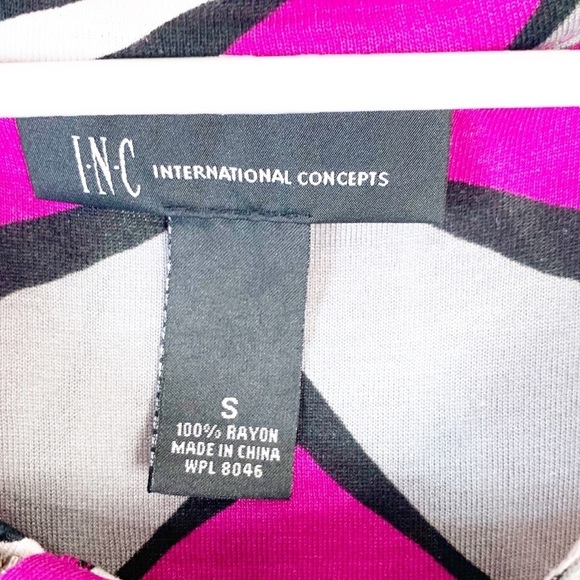 I·N·C INTERNATIONAL CONCEPTS
S
100% RAYON
MADE IN CHINA
WPL 8046